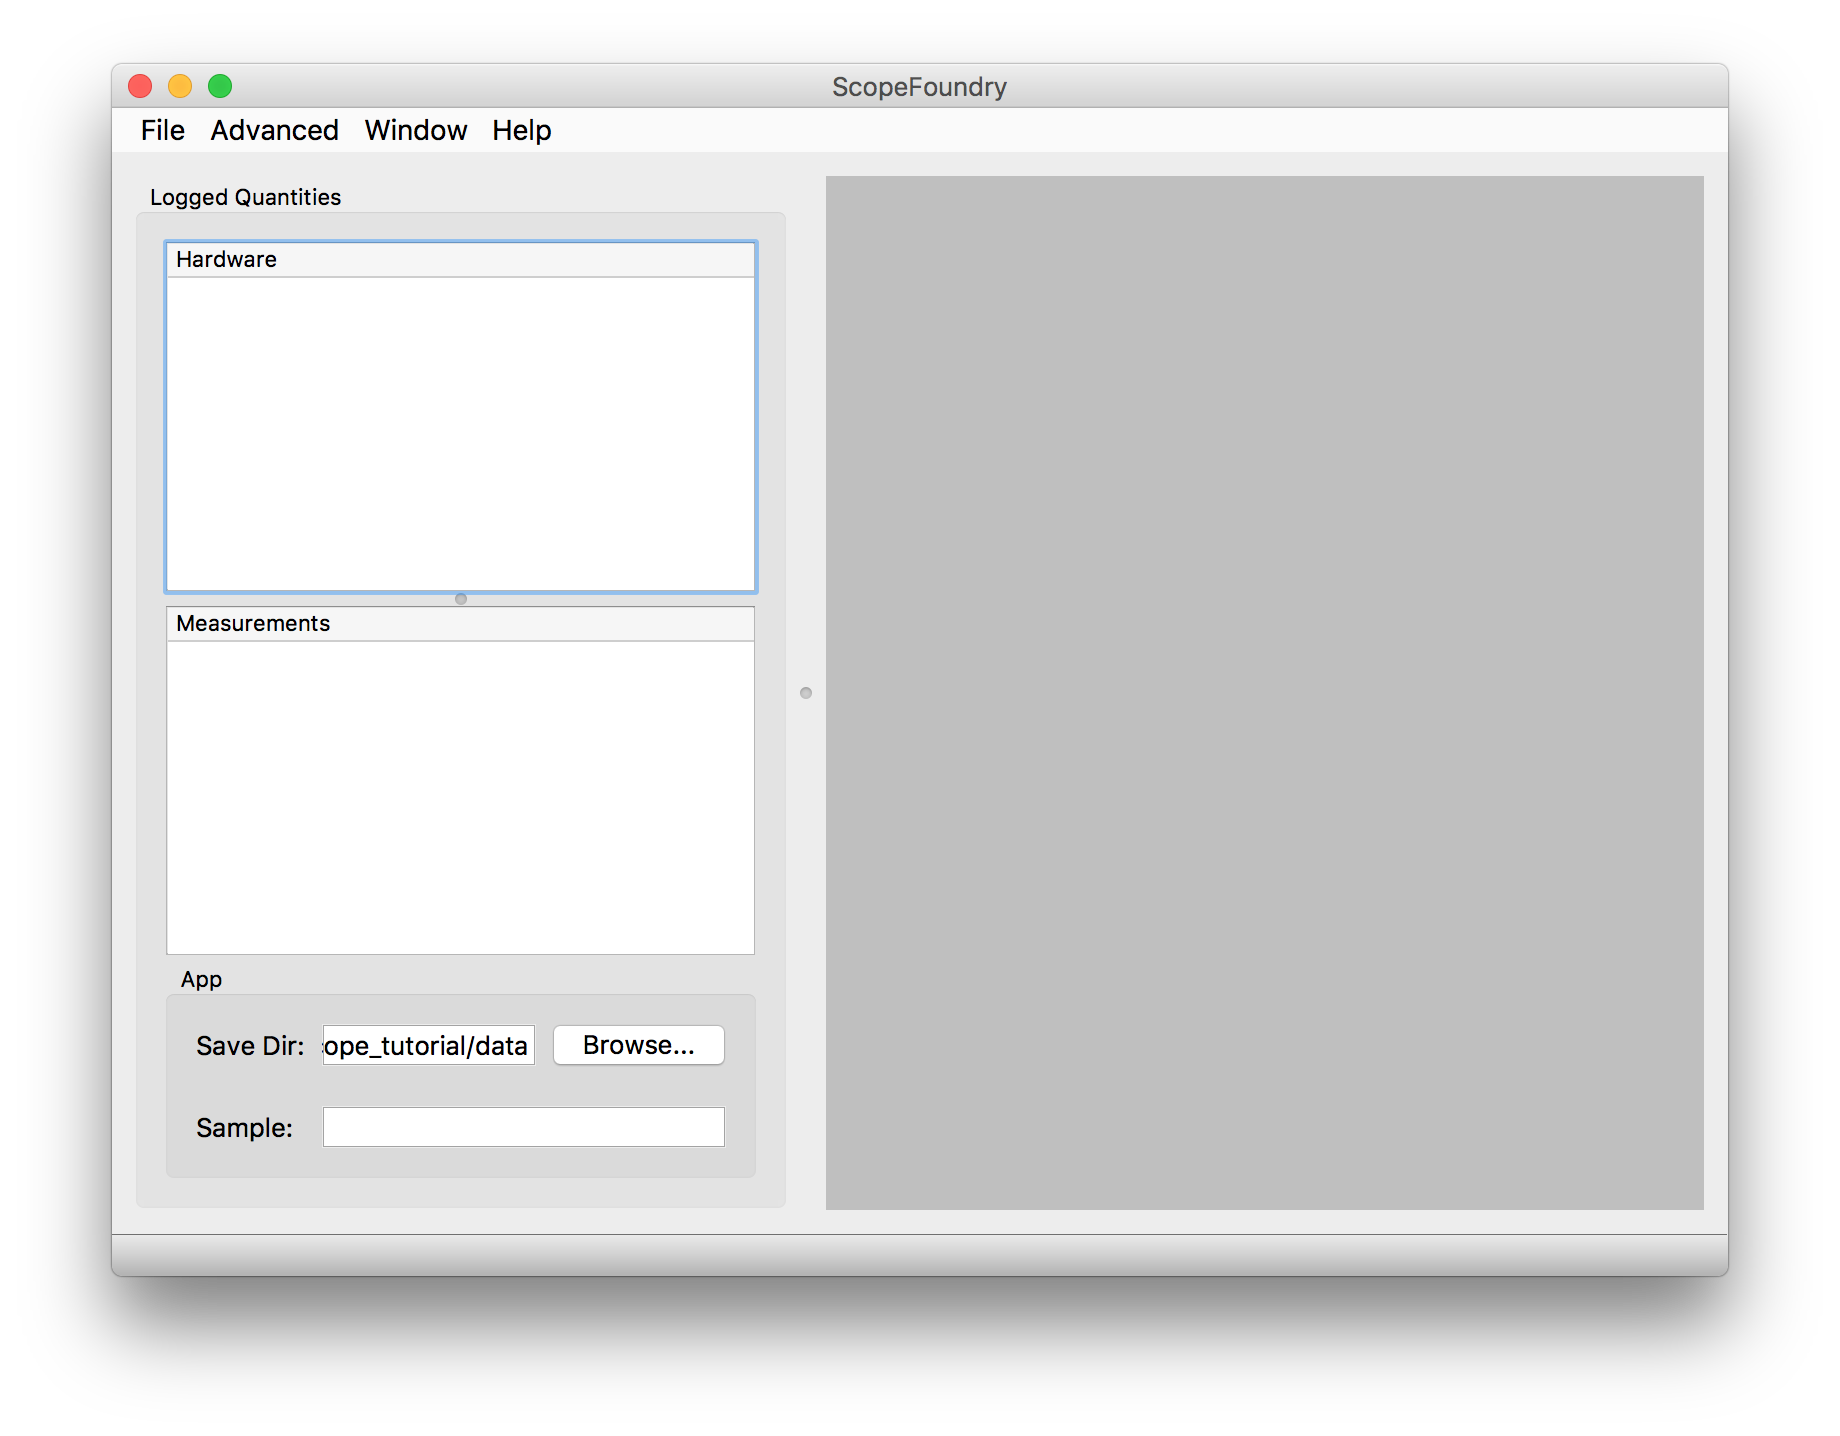 ScopeFoundry
File Advanced Window Help
Logged Quantities
Hardware
Measurements
App
Save Dir: ope_tutorial/data Browse...
Sample: